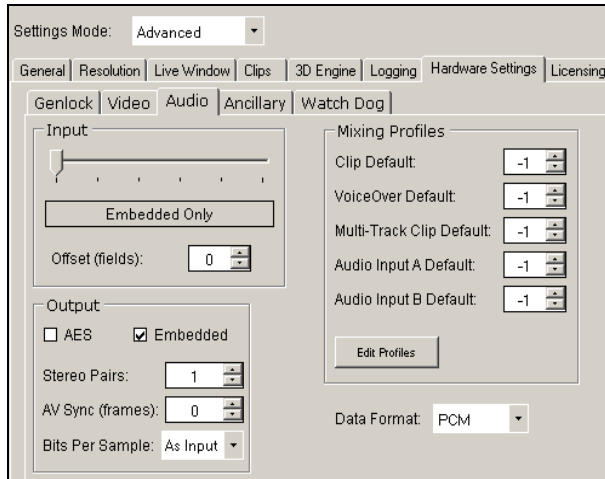 Settings Mode: Advanced
General Resolution Live Window Clips 3D Engine Logging Hardware Settings Licensing
Genlock Video Audio Ancillary Watch Dog
Input
Embedded Only
Offset (fields): 0
Output
AES Embedded
Stereo Pairs: 1
AV Sync (frames): 0
Bits Per Sample: As Input
Mixing Profiles
Clip Default: -1
VoiceOver Default: -1
Multi-Track Clip Default: -1
Audio Input A Default: -1
Audio Input B Default: -1
Edit Profiles
Data Format: PCM